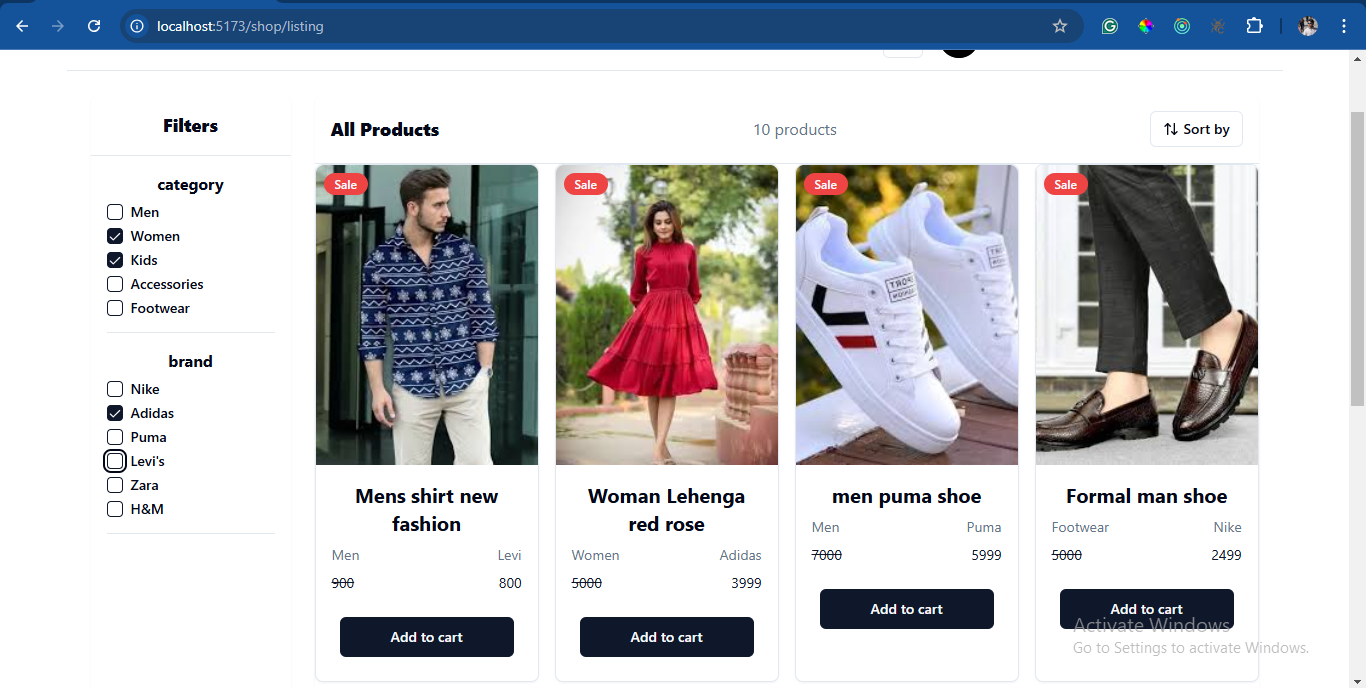 localhost:5173/shop/listing
Filters
category
Men
Women
Kids
Accessories
Footwear
brand
Nike
Adidas
Puma
Levi's
Zara
H&M
All Products
10 products
Sort by
Sale
Mens shirt new
fashion
Men Levi
900 800
Add to cart
Sale
Woman Lehenga
red rose
Women Adidas
5000 3999
Add to cart
Sale
men puma shoe
Men Puma
7000 5999
Add to cart
Sale
Formal man shoe
Footwear Nike
5000 2499
Add to cart
Activate Windows
Go to Settings to activate Windows.